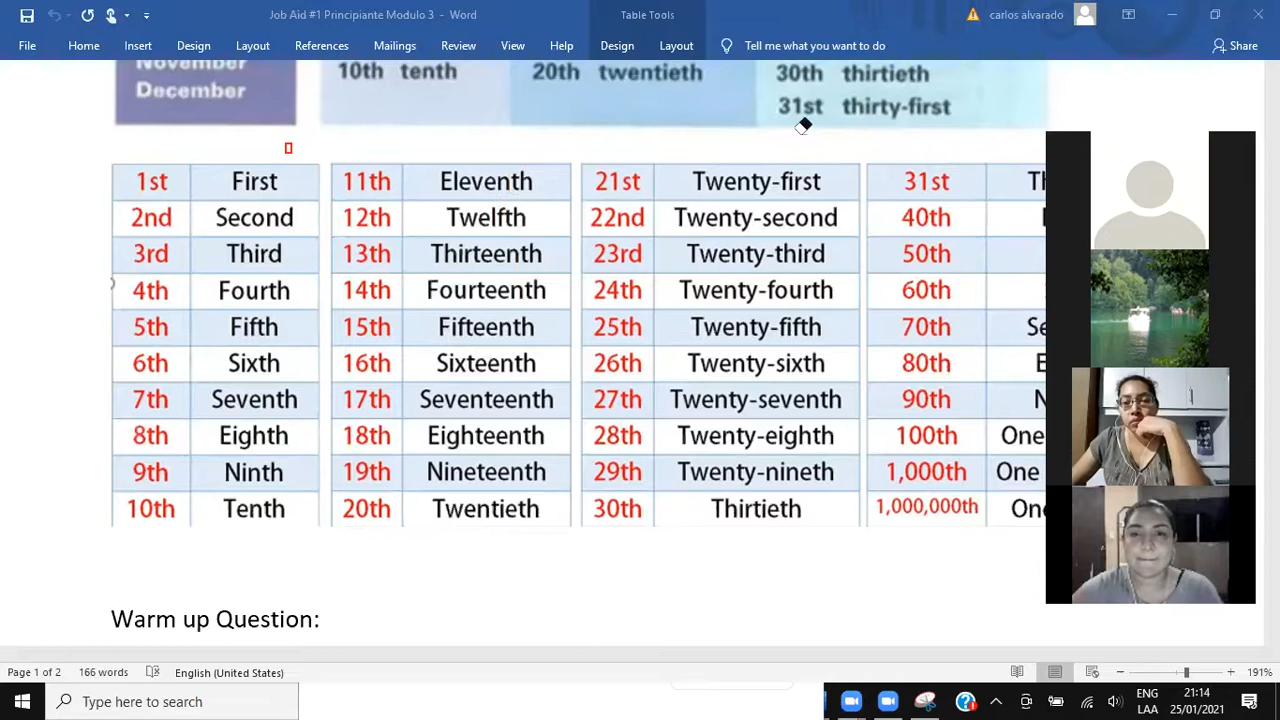 Job Aid #1 Principiante Modulo 3 - Word
Table Tools
carlos alvarado
File Home Insert Design Layout References Mailings Review View Help Design Layout Tell me what you want to do Share
November
December
10th tenth
20th twentieth
30th thirtieth
31st thirty-first
1st First 11th Eleventh 21st Twenty-first 31st Th
2nd Second 12th Twelfth 22nd Twenty-second 40th
3rd Third 13th Thirteenth 23rd Twenty-third 50th
4th Fourth 14th Fourteenth 24th Twenty-fourth 60th
5th Fifth 15th Fifteenth 25th Twenty-fifth 70th Se
6th Sixth 16th Sixteenth 26th Twenty-sixth 80th E
7th Seventh 17th Seventeenth 27th Twenty-seventh 90th N
8th Eighth 18th Eighteenth 28th Twenty-eighth 100th One
9th Ninth 19th Nineteenth 29th Twenty-nineth 1,000th One
10th Tenth 20th Twentieth 30th Thirtieth 1,000,000th One
Warm up Question:
Page 1 of 2 166 words English (United States) 191%
Type here to search
ENG 21:14
LAA 25/01/2021